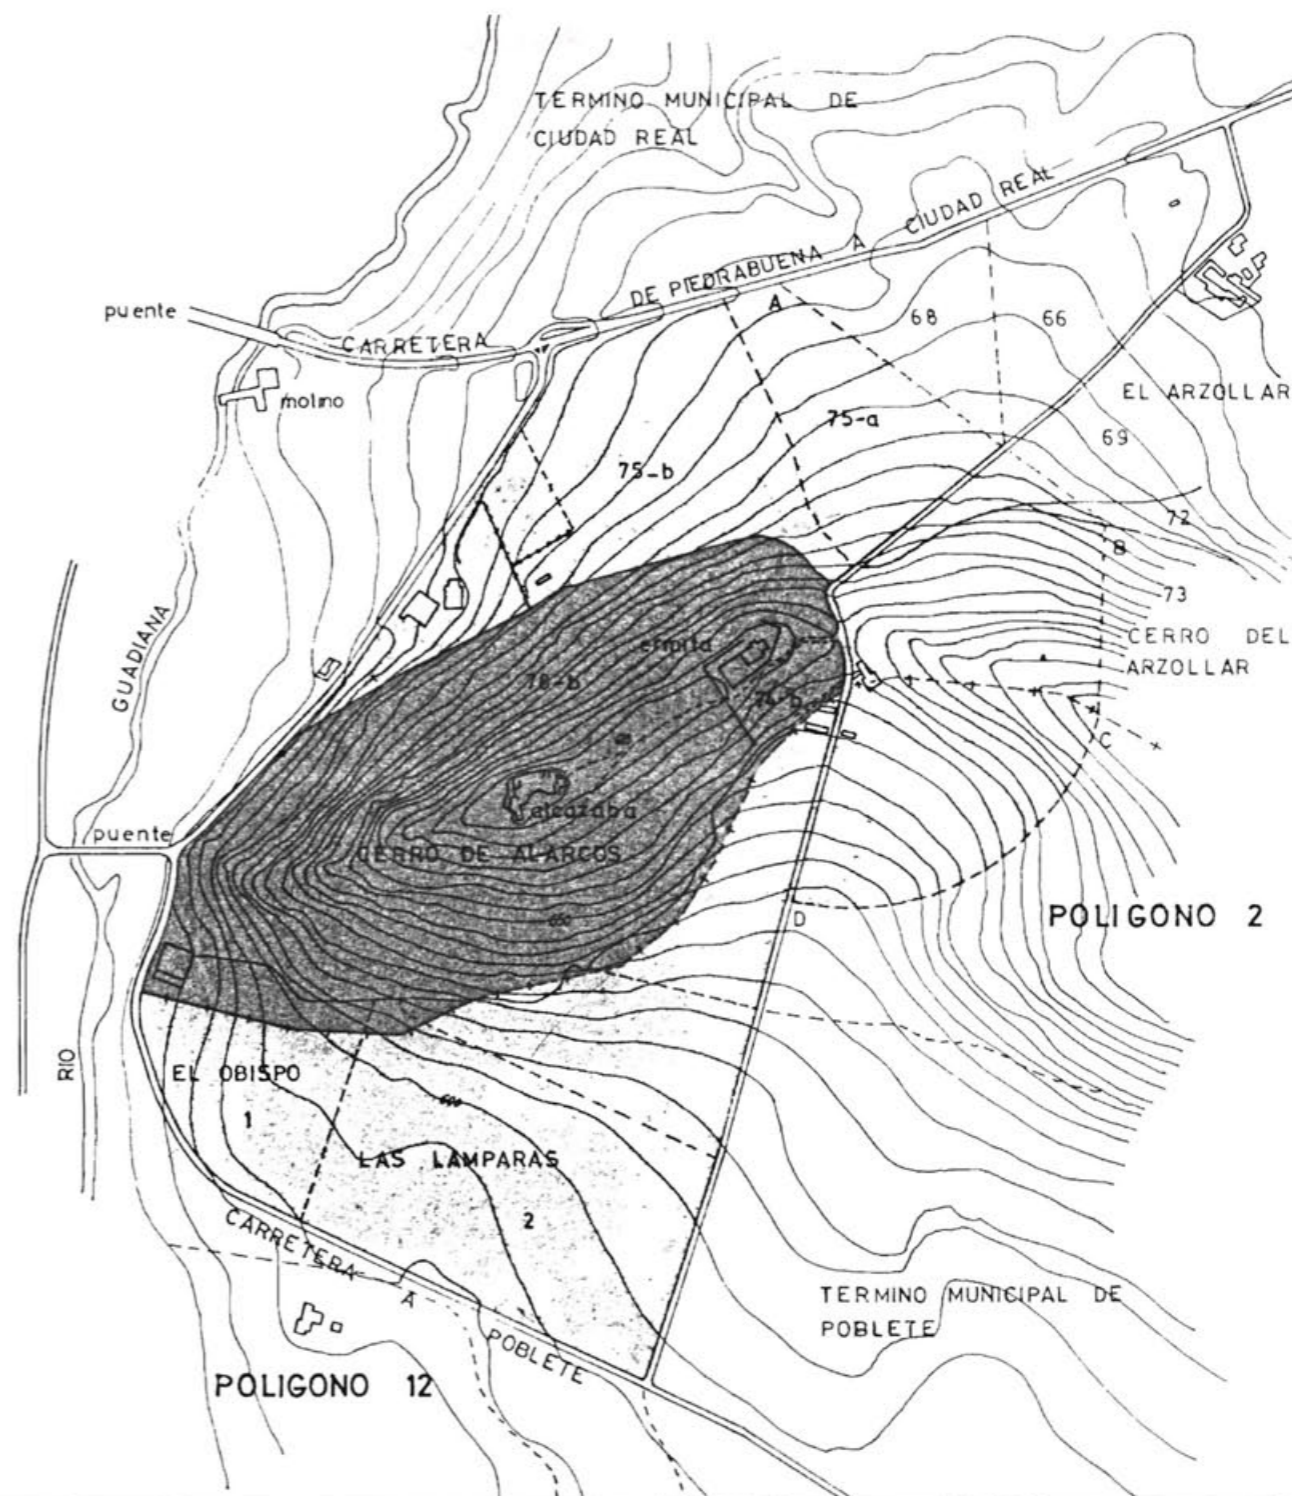 TERMINO MUNICIPAL DE
CIUDAD REAL
CARRETERA DE PIEDRABUENA A CIUDAD REAL
puente
molino
A
68
66
EL ARZOLLAR
75-a
69
75-b
72
B
73
GUADIANA
CERRO DEL
ARZOLLAR
ermita
78-b
C
alcazaba
puente
CERRO DE ALARCOS
D
POLIGONO 2
RIO
EL OBISPO
1
LAS LAMPARAS
2
CARRETERA A POBLETE
TERMINO MUNICIPAL DE
POBLETE
POLIGONO 12